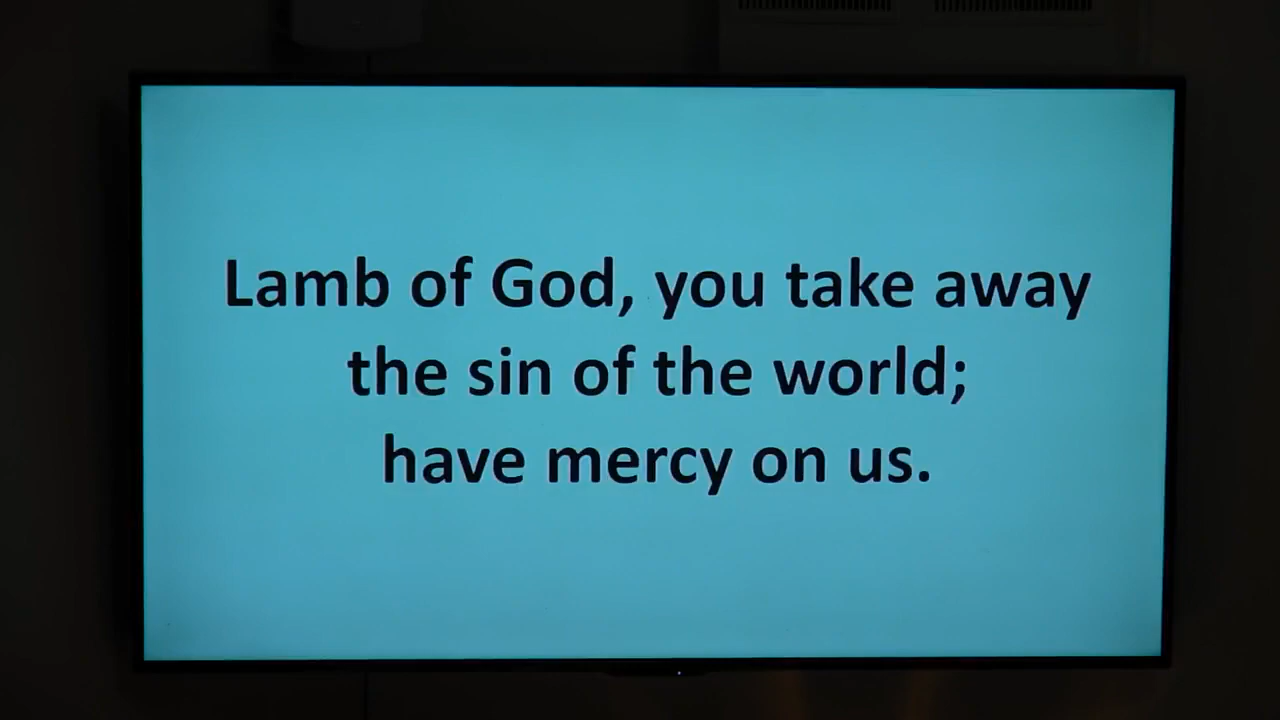 Lamb of God, you take away
the sin of the world;
have mercy on us.